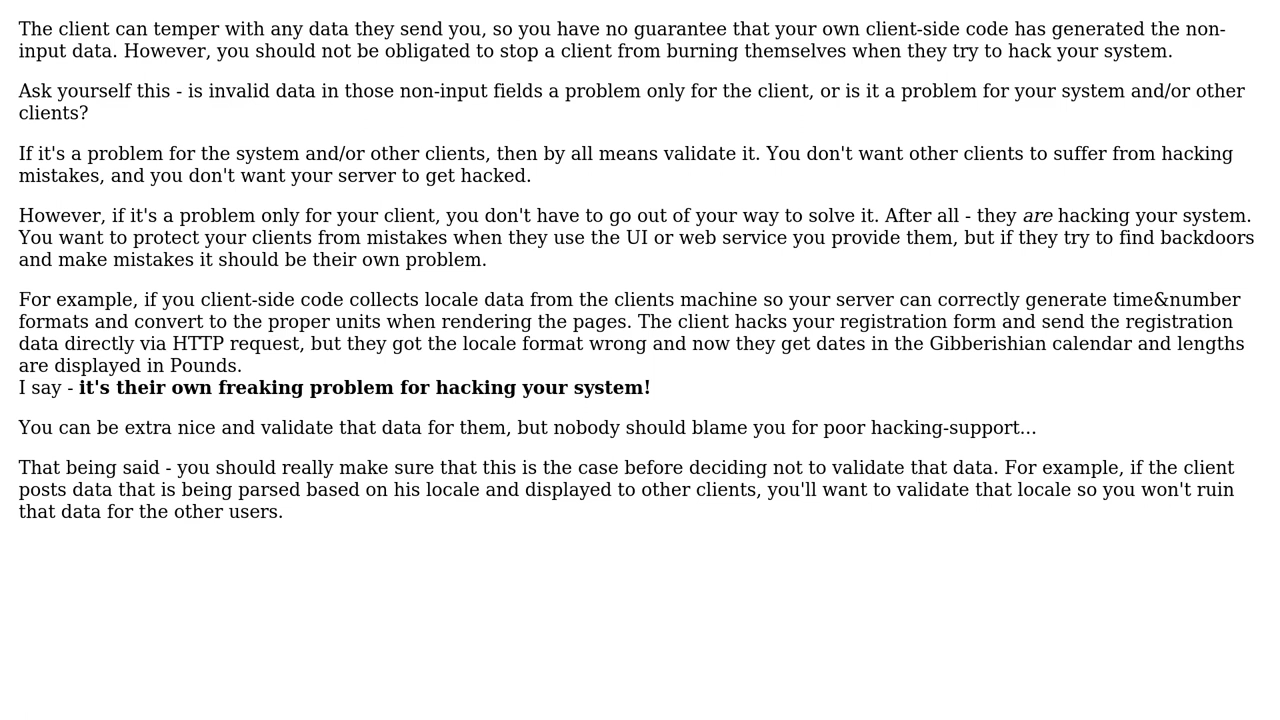 The client can temper with any data they send you, so you have no guarantee that your own client-side code has generated the non-
input data. However, you should not be obligated to stop a client from burning themselves when they try to hack your system.
Ask yourself this - is invalid data in those non-input fields a problem only for the client, or is it a problem for your system and/or other
clients?
If it's a problem for the system and/or other clients, then by all means validate it. You don't want other clients to suffer from hacking
mistakes, and you don't want your server to get hacked.
However, if it's a problem only for your client, you don't have to go out of your way to solve it. After all - they are hacking your system.
You want to protect your clients from mistakes when they use the UI or web service you provide them, but if they try to find backdoors
and make mistakes it should be their own problem.
For example, if you client-side code collects locale data from the clients machine so your server can correctly generate time&number
formats and convert to the proper units when rendering the pages. The client hacks your registration form and send the registration
data directly via HTTP request, but they got the locale format wrong and now they get dates in the Gibberishian calendar and lengths
are displayed in Pounds.
I say - it's their own freaking problem for hacking your system!
You can be extra nice and validate that data for them, but nobody should blame you for poor hacking-support...
That being said - you should really make sure that this is the case before deciding not to validate that data. For example, if the client
posts data that is being parsed based on his locale and displayed to other clients, you'll want to validate that locale so you won't ruin
that data for the other users.